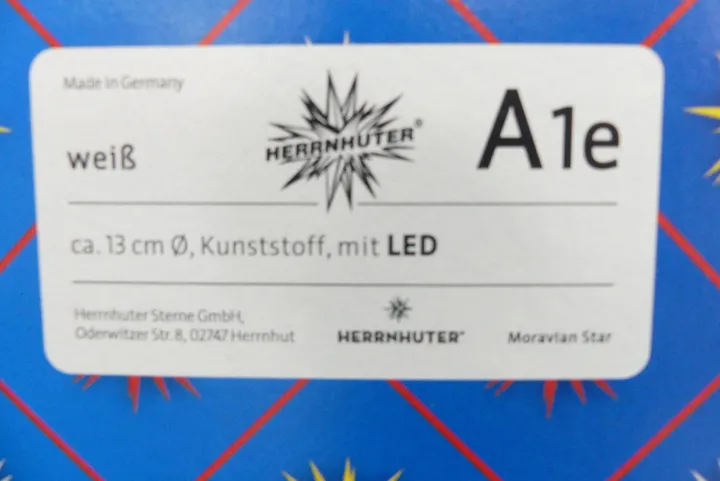 Made in Germany
HERRNHUTER®
A1e
weiß
ca. 13 cm Ø, Kunststoff, mit LED
Herrnhuter Sterne GmbH,
Oderwitzer Str. 8, 02747 Herrnhut
HERRNHUTER™
Moravian Star